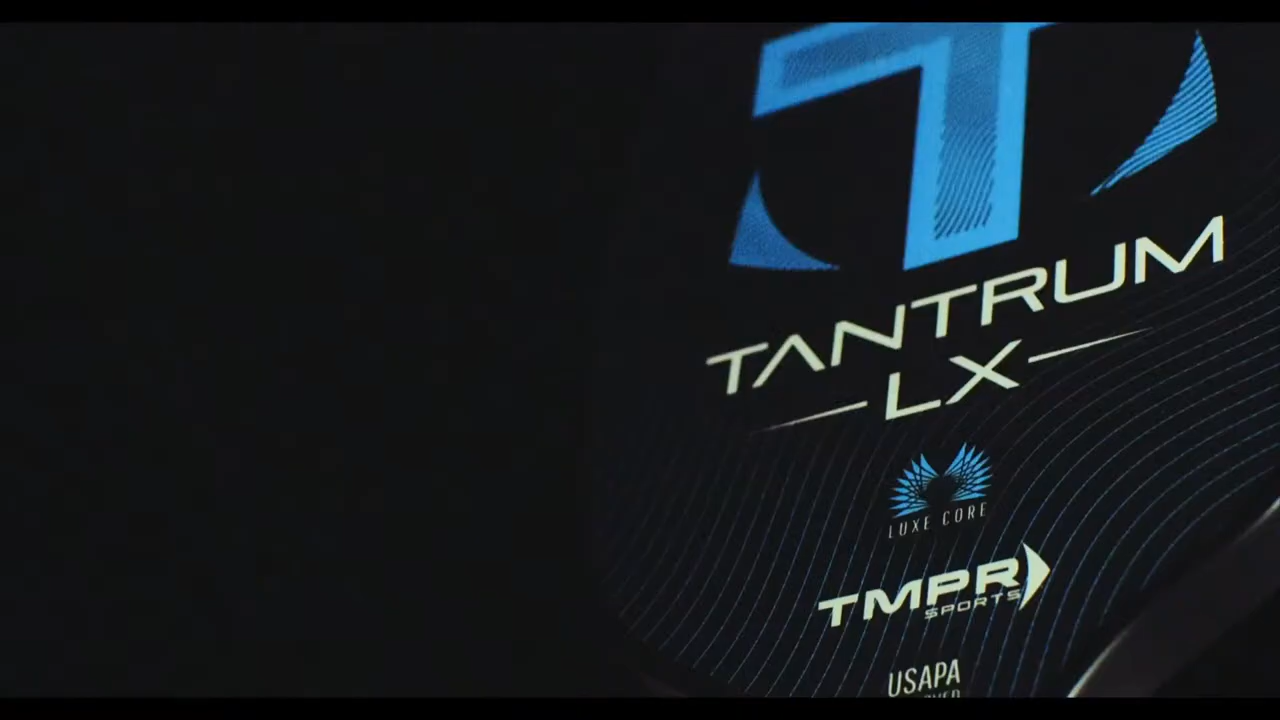 T
TANTRUM
LX
LUXE CORE
TMPR
SPORTS
USAPA